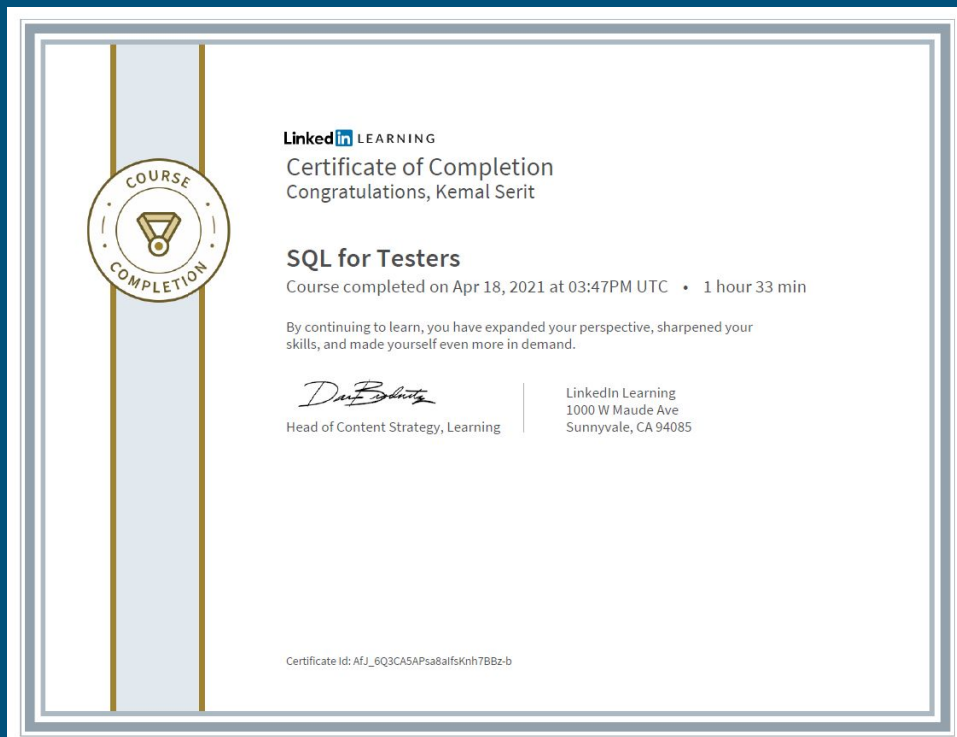 COURSE
COMPLETION
Linked in LEARNING
Certificate of Completion
Congratulations, Kemal Serit
SQL for Testers
Course completed on Apr 18, 2021 at 03:47PM UTC • 1 hour 33 min
By continuing to learn, you have expanded your perspective, sharpened your
skills, and made yourself even more in demand.
Head of Content Strategy, Learning
LinkedIn Learning
1000 W Maude Ave
Sunnyvale, CA 94085
Certificate Id: AfJ_6Q3CA5APsa8aIfsKnh7BBz-b